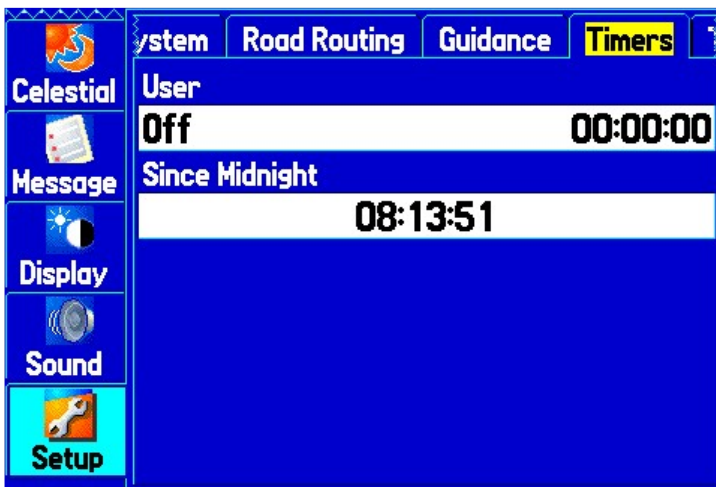 Celestial
Message
Display
Sound
Setup
ystem Road Routing Guidance Timers
User
Off 00:00:00
Since Midnight
08:13:51